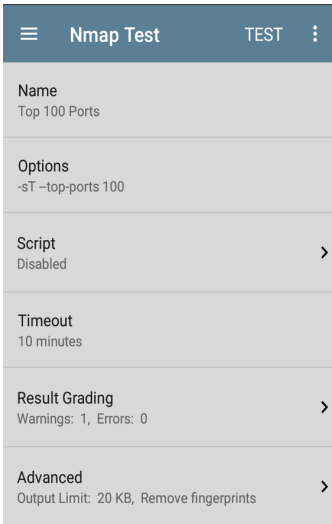 Nmap Test TEST
Name
Top 100 Ports
Options
-sT --top-ports 100
Script
Disabled
Timeout
10 minutes
Result Grading
Warnings: 1, Errors: 0
Advanced
Output Limit: 20 KB, Remove fingerprints